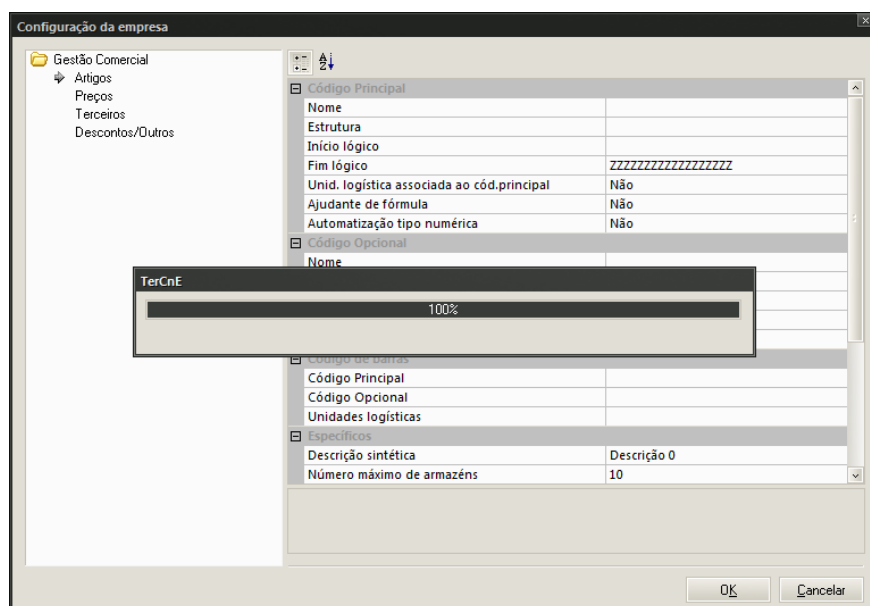 Configuração da empresa
Gestão Comercial
Artigos
Preços
Terceiros
Descontos/Outros
Código Principal
Nome
Estrutura
Início lógico
Fim lógico ZZZZZZZZZZZZZZZZZZ
Unid. logística associada ao cód.principal Não
Ajudante de fórmula Não
Automatização tipo numérica Não
Código Opcional
Nome
TerCnE
100%
Código de barras
Código Principal
Código Opcional
Unidades logísticas
Específicos
Descrição sintética Descrição 0
Número máximo de armazéns 10
OK Cancelar